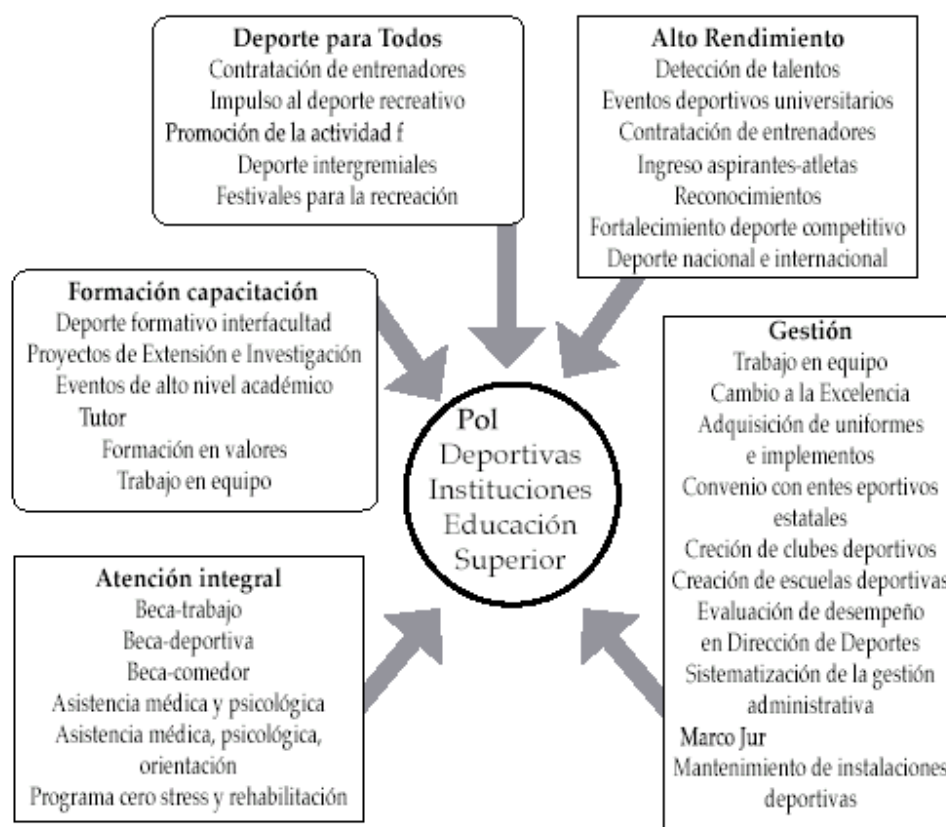 Deporte para Todos
Contratación de entrenadores
Impulso al deporte recreativo
Promoción de la actividad f
Deporte intergremiales
Festivales para la recreación
Alto Rendimiento
Detección de talentos
Eventos deportivos universitarios
Contratación de entrenadores
Ingreso aspirantes-atletas
Reconocimientos
Fortalecimiento deporte competitivo
Deporte nacional e internacional
Formación capacitación
Deporte formativo interfacultad
Proyectos de Extensión e Investigación
Eventos de alto nivel académico
Tutor
Formación en valores
Trabajo en equipo
Pol
Deportivas
Instituciones
Educación
Superior
Gestión
Trabajo en equipo
Cambio a la Excelencia
Adquisición de uniformes
e implementos
Convenio con entes eportivos
estatales
Creción de clubes deportivos
Creación de escuelas deportivas
Evaluación de desempeño
en Dirección de Deportes
Sistematización de la gestión
administrativa
Marco Jur
Mantenimiento de instalaciones
deportivas
Atención integral
Beca-trabajo
Beca-deportiva
Beca-comedor
Asistencia médica y psicológica
Asistencia médica, psicológica,
orientación
Programa cero stress y rehabilitación